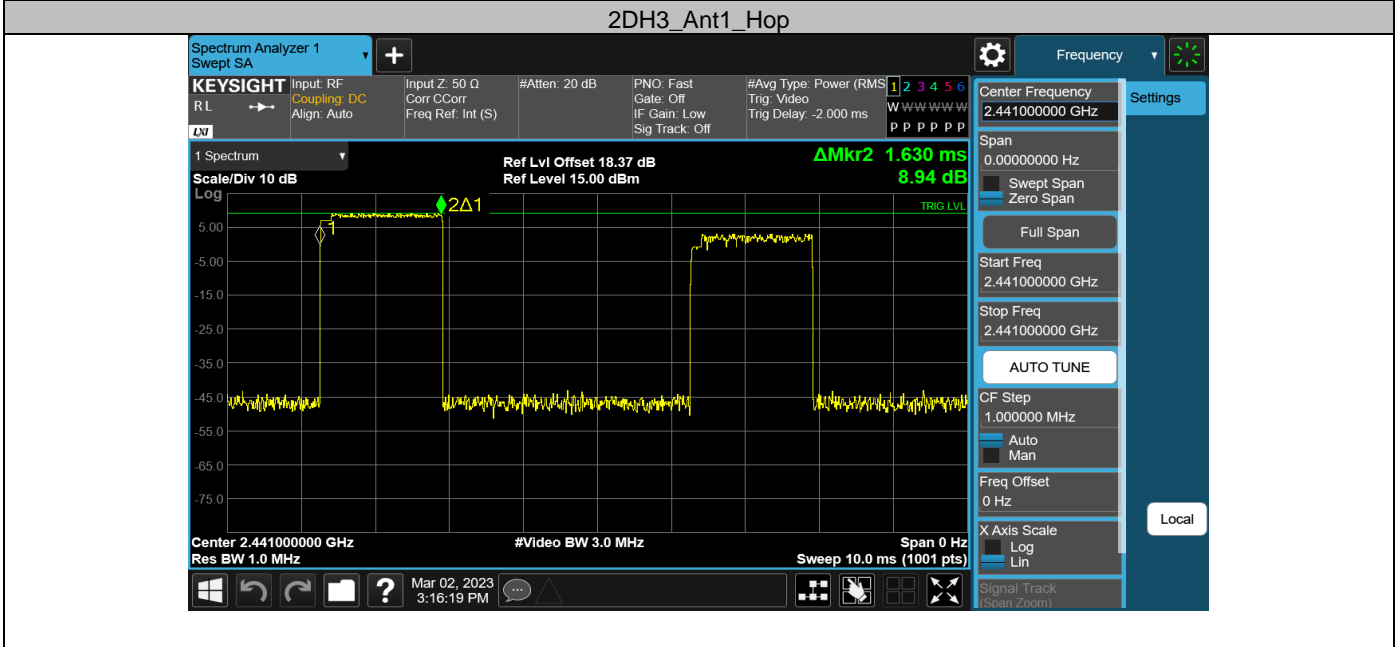 2DH3_Ant1_Hop
Spectrum Analyzer 1
Swept SA
+
Frequency
KEYSIGHT
RL
LXI
Input: RF
Coupling: DC
Align: Auto
Input Z: 50 Ω
Corr CCorr
Freq Ref: Int (S)
#Atten: 20 dB
PNO: Fast
Gate: Off
IF Gain: Low
Sig Track: Off
#Avg Type: Power (RMS
Trig: Video
Trig Delay: -2.000 ms
1 2 3 4 5 6
W W W W W W
P P P P P P
1 Spectrum
Scale/Div 10 dB
Log
Ref Lvl Offset 18.37 dB
Ref Level 15.00 dBm
ΔMkr2 1.630 ms
8.94 dB
2Δ1
TRIG LVL
1
5.00
-5.00
-15.0
-25.0
-35.0
-45.0
-55.0
-65.0
-75.0
Center 2.441000000 GHz
Res BW 1.0 MHz
#Video BW 3.0 MHz
Span 0 Hz
Sweep 10.0 ms (1001 pts)
Center Frequency
2.441000000 GHz
Settings
Span
0.00000000 Hz
Swept Span
Zero Span
Full Span
Start Freq
2.441000000 GHz
Stop Freq
2.441000000 GHz
AUTO TUNE
CF Step
1.000000 MHz
Auto
Man
Freq Offset
0 Hz
X Axis Scale
Log
Lin
Local
Signal Track
(Span Zoom)
?
Mar 02, 2023
3:16:19 PM